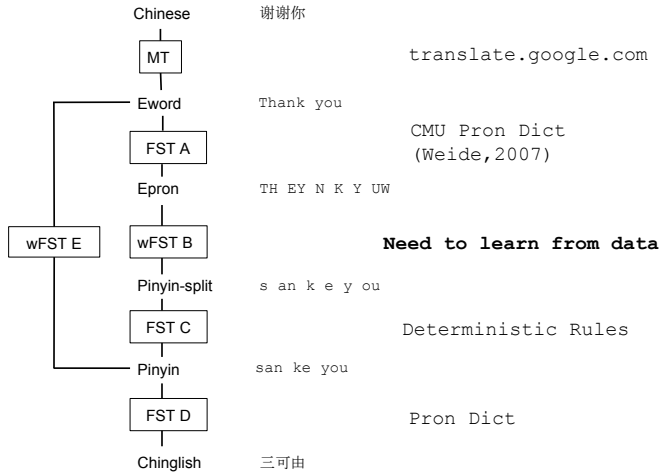 Chinese 谢谢你
MT translate.google.com
Eword Thank you
CMU Pron Dict
FST A (Weide,2007)
Epron TH EY N K Y UW
wFST E wFST B Need to learn from data
Pinyin-split s an k e y ou
FST C Deterministic Rules
Pinyin san ke you
FST D Pron Dict
Chinglish 三可由